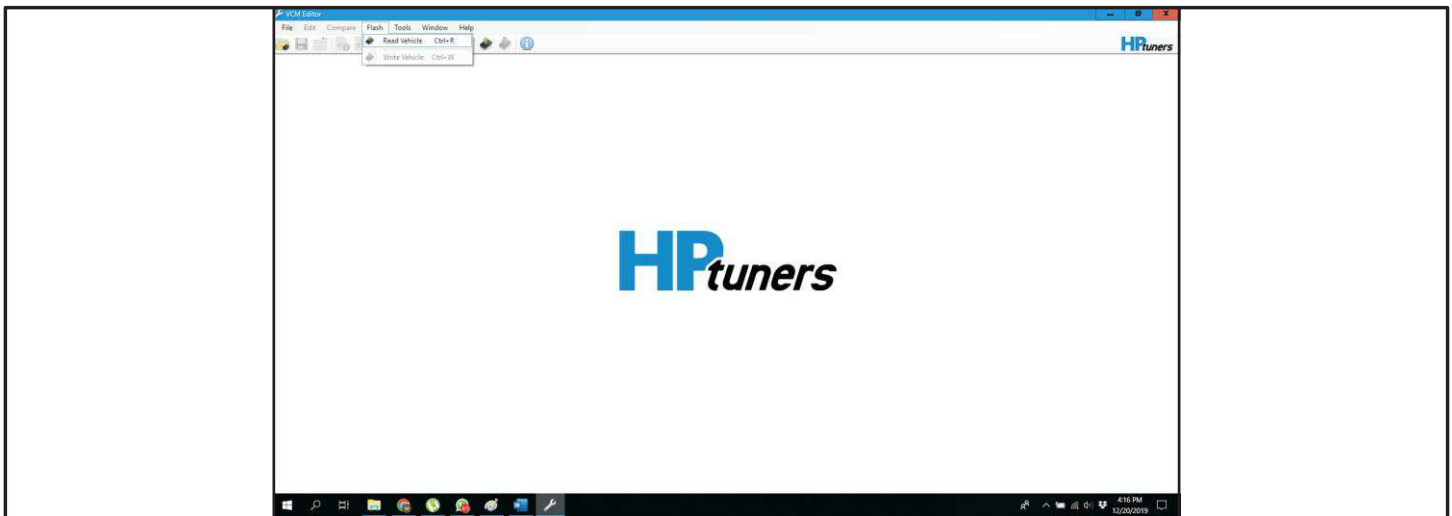 VCM Editor
File Edit Compare Flash Tools Window Help
Read Vehicle Ctrl+R
Write Vehicle Ctrl+W
HPtuners
HPtuners
4:16 PM
12/20/2019